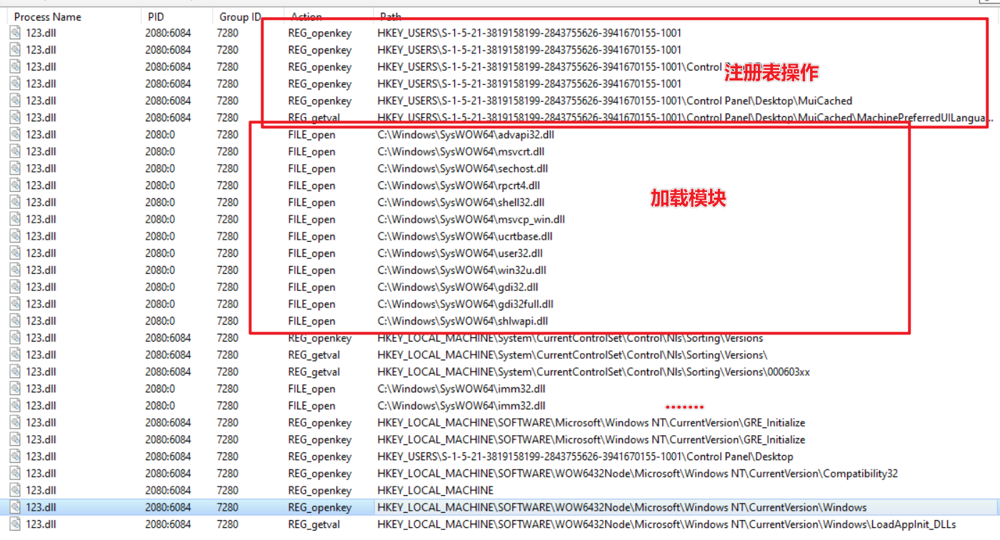 Process Name PID Group ID Action Path
123.dll 2080:6084 7280 REG_openkey HKEY_USERS\S-1-5-21-3819158199-2843755626-3941670155-1001
123.dll 2080:6084 7280 REG_openkey HKEY_USERS\S-1-5-21-3819158199-2843755626-3941670155-1001
123.dll 2080:6084 7280 REG_openkey HKEY_USERS\S-1-5-21-3819158199-2843755626-3941670155-1001\Control
注册表操作
123.dll 2080:6084 7280 REG_openkey HKEY_USERS\S-1-5-21-3819158199-2843755626-3941670155-1001
123.dll 2080:6084 7280 REG_openkey HKEY_USERS\S-1-5-21-3819158199-2843755626-3941670155-1001\Control Panel\Desktop\MuiCached
123.dll 2080:6084 7280 REG_getval HKEY_USERS\S-1-5-21-3819158199-2843755626-3941670155-1001\Control Panel\Desktop\MuiCached\MachinePreferredUILangua...
123.dll 2080:0 7280 FILE_open C:\Windows\SysWOW64\advapi32.dll
123.dll 2080:0 7280 FILE_open C:\Windows\SysWOW64\msvcrt.dll
123.dll 2080:0 7280 FILE_open C:\Windows\SysWOW64\sechost.dll
123.dll 2080:0 7280 FILE_open C:\Windows\SysWOW64\rpcrt4.dll
加载模块
123.dll 2080:0 7280 FILE_open C:\Windows\SysWOW64\shell32.dll
123.dll 2080:0 7280 FILE_open C:\Windows\SysWOW64\msvcp_win.dll
123.dll 2080:0 7280 FILE_open C:\Windows\SysWOW64\ucrtbase.dll
123.dll 2080:0 7280 FILE_open C:\Windows\SysWOW64\user32.dll
123.dll 2080:0 7280 FILE_open C:\Windows\SysWOW64\win32u.dll
123.dll 2080:0 7280 FILE_open C:\Windows\SysWOW64\gdi32.dll
123.dll 2080:0 7280 FILE_open C:\Windows\SysWOW64\gdi32full.dll
123.dll 2080:0 7280 FILE_open C:\Windows\SysWOW64\shlwapi.dll
123.dll 2080:6084 7280 REG_openkey HKEY_LOCAL_MACHINE\System\CurrentControlSet\Control\Nls\Sorting\Versions
123.dll 2080:6084 7280 REG_getval HKEY_LOCAL_MACHINE\System\CurrentControlSet\Control\Nls\Sorting\Versions\
123.dll 2080:6084 7280 REG_getval HKEY_LOCAL_MACHINE\System\CurrentControlSet\Control\Nls\Sorting\Versions\000603xx
123.dll 2080:0 7280 FILE_open C:\Windows\SysWOW64\imm32.dll
123.dll 2080:0 7280 FILE_open C:\Windows\SysWOW64\imm32.dll
.......
123.dll 2080:6084 7280 REG_openkey HKEY_LOCAL_MACHINE\SOFTWARE\Microsoft\Windows NT\CurrentVersion\GRE_Initialize
123.dll 2080:6084 7280 REG_openkey HKEY_LOCAL_MACHINE\SOFTWARE\Microsoft\Windows NT\CurrentVersion\GRE_Initialize
123.dll 2080:6084 7280 REG_openkey HKEY_USERS\S-1-5-21-3819158199-2843755626-3941670155-1001\Control Panel\Desktop
123.dll 2080:6084 7280 REG_openkey HKEY_LOCAL_MACHINE\SOFTWARE\WOW6432Node\Microsoft\Windows NT\CurrentVersion\Compatibility32
123.dll 2080:6084 7280 REG_openkey HKEY_LOCAL_MACHINE
123.dll 2080:6084 7280 REG_openkey HKEY_LOCAL_MACHINE\SOFTWARE\WOW6432Node\Microsoft\Windows NT\CurrentVersion\Windows
123.dll 2080:6084 7280 REG_getval HKEY_LOCAL_MACHINE\SOFTWARE\WOW6432Node\Microsoft\Windows NT\CurrentVersion\Windows\LoadAppInit_DLLs